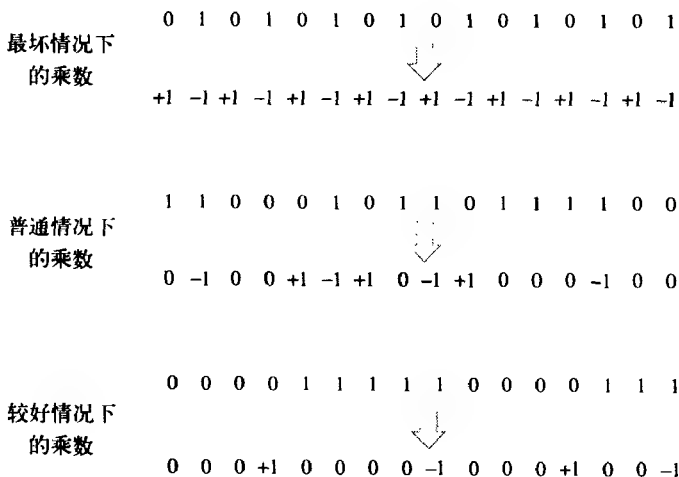 0 1 0 1 0 1 0 1 0 1 0 1 0 1 0 1
最坏情况下
的乘数
+1 -1 +1 -1 +1 -1 +1 -1 +1 -1 +1 -1 +1 -1 +1 -1
1 1 0 0 0 1 0 1 1 0 1 1 1 1 0 0
普通情况下
的乘数
0 -1 0 0 +1 -1 +1 0 -1 +1 0 0 0 -1 0 0
0 0 0 0 1 1 1 1 1 0 0 0 0 1 1 1
较好情况下
的乘数
0 0 0 +1 0 0 0 0 -1 0 0 0 +1 0 0 -1